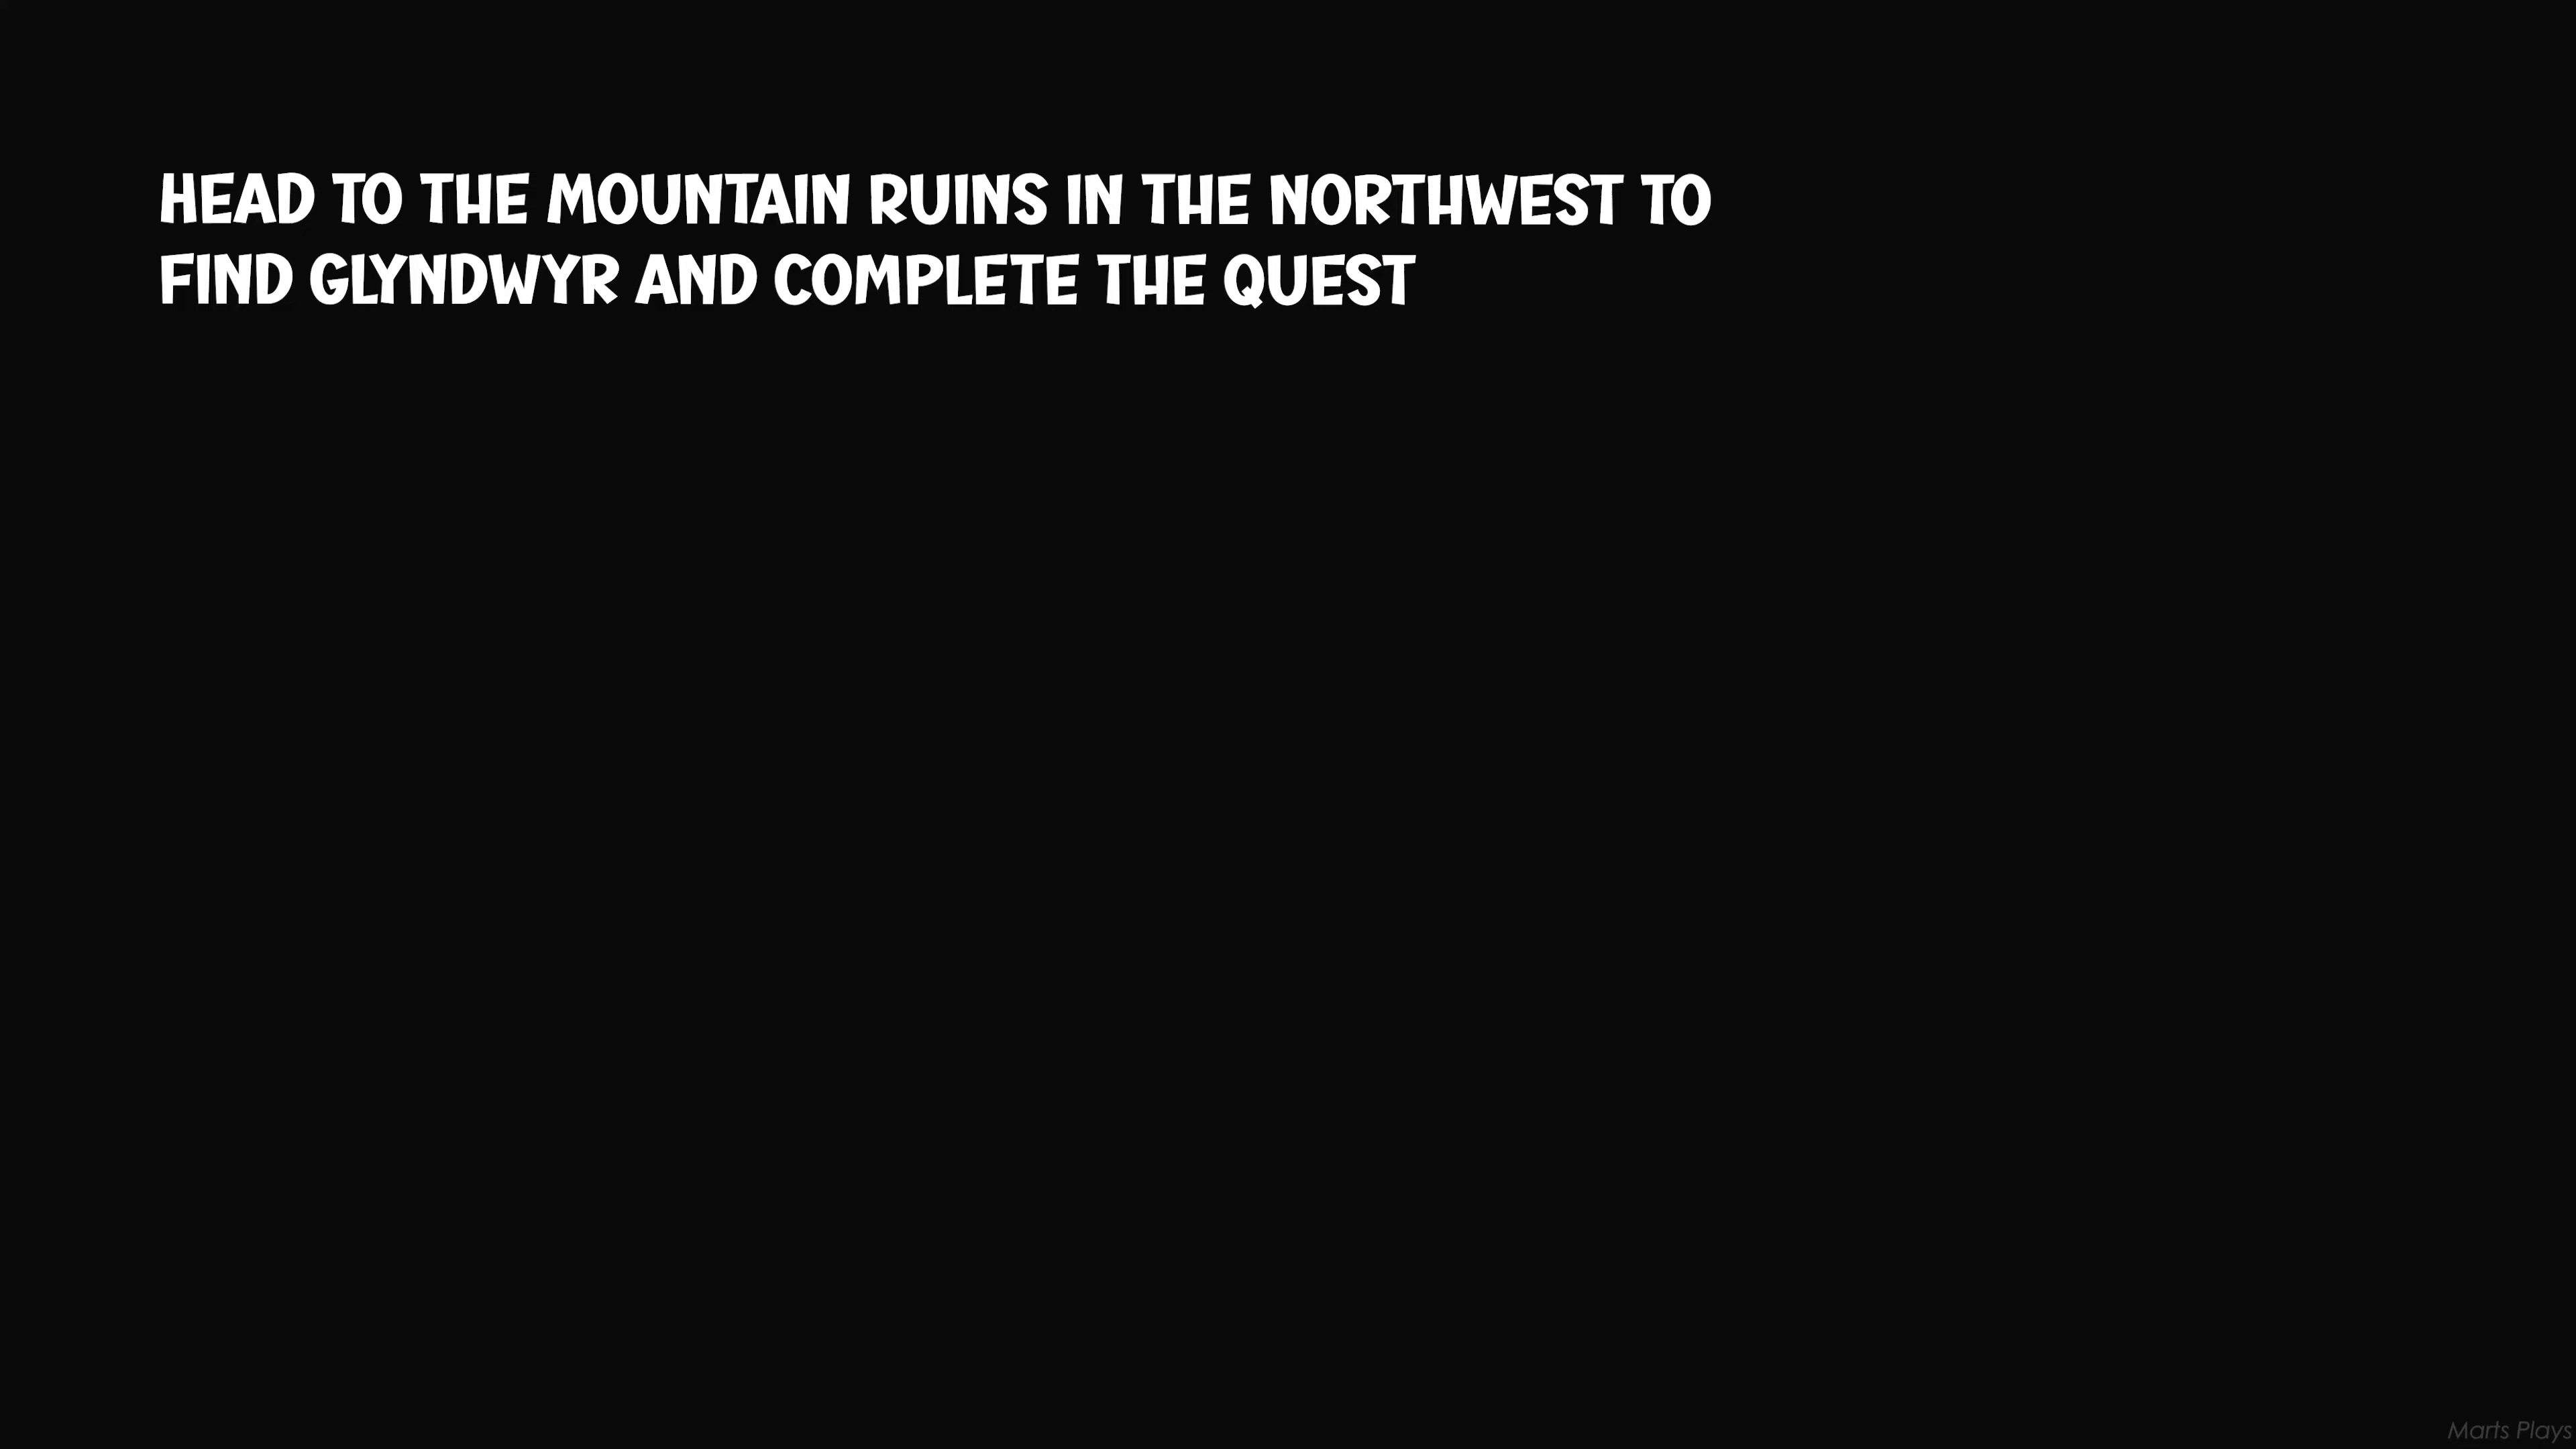 HEAD TO THE MOUNTAIN RUINS IN THE NORTHWEST TO
FIND GLYNDWYR AND COMPLETE THE QUEST
Marts Plays